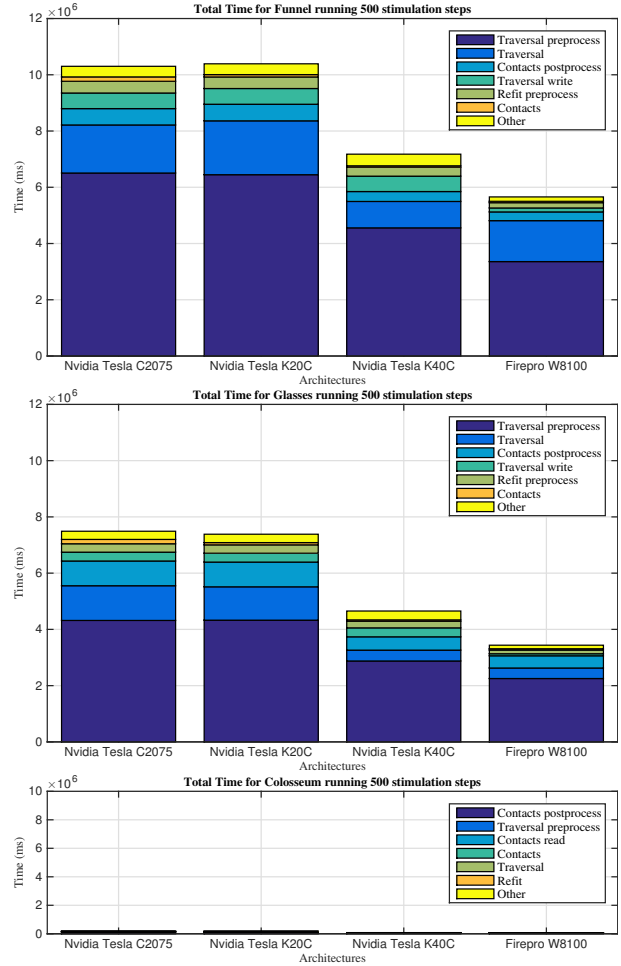 Total Time for Funnel running 500 stimulation steps
×10⁶
12
10
8
6
4
2
0
Time (ms)
Traversal preprocess
Traversal
Contacts postprocess
Traversal write
Refit preprocess
Contacts
Other
Nvidia Tesla C2075 Nvidia Tesla K20C Nvidia Tesla K40C Firepro W8100
Architectures
Total Time for Glasses running 500 stimulation steps
×10⁶
12
10
8
6
4
2
0
Time (ms)
Traversal preprocess
Traversal
Contacts postprocess
Traversal write
Refit preprocess
Contacts
Other
Nvidia Tesla C2075 Nvidia Tesla K20C Nvidia Tesla K40C Firepro W8100
Architectures
Total Time for Colosseum running 500 stimulation steps
×10⁶
10
8
6
4
2
0
Time (ms)
Contacts postprocess
Traversal preprocess
Contacts read
Contacts
Traversal
Refit
Other
Nvidia Tesla C2075 Nvidia Tesla K20C Nvidia Tesla K40C Firepro W8100
Architectures